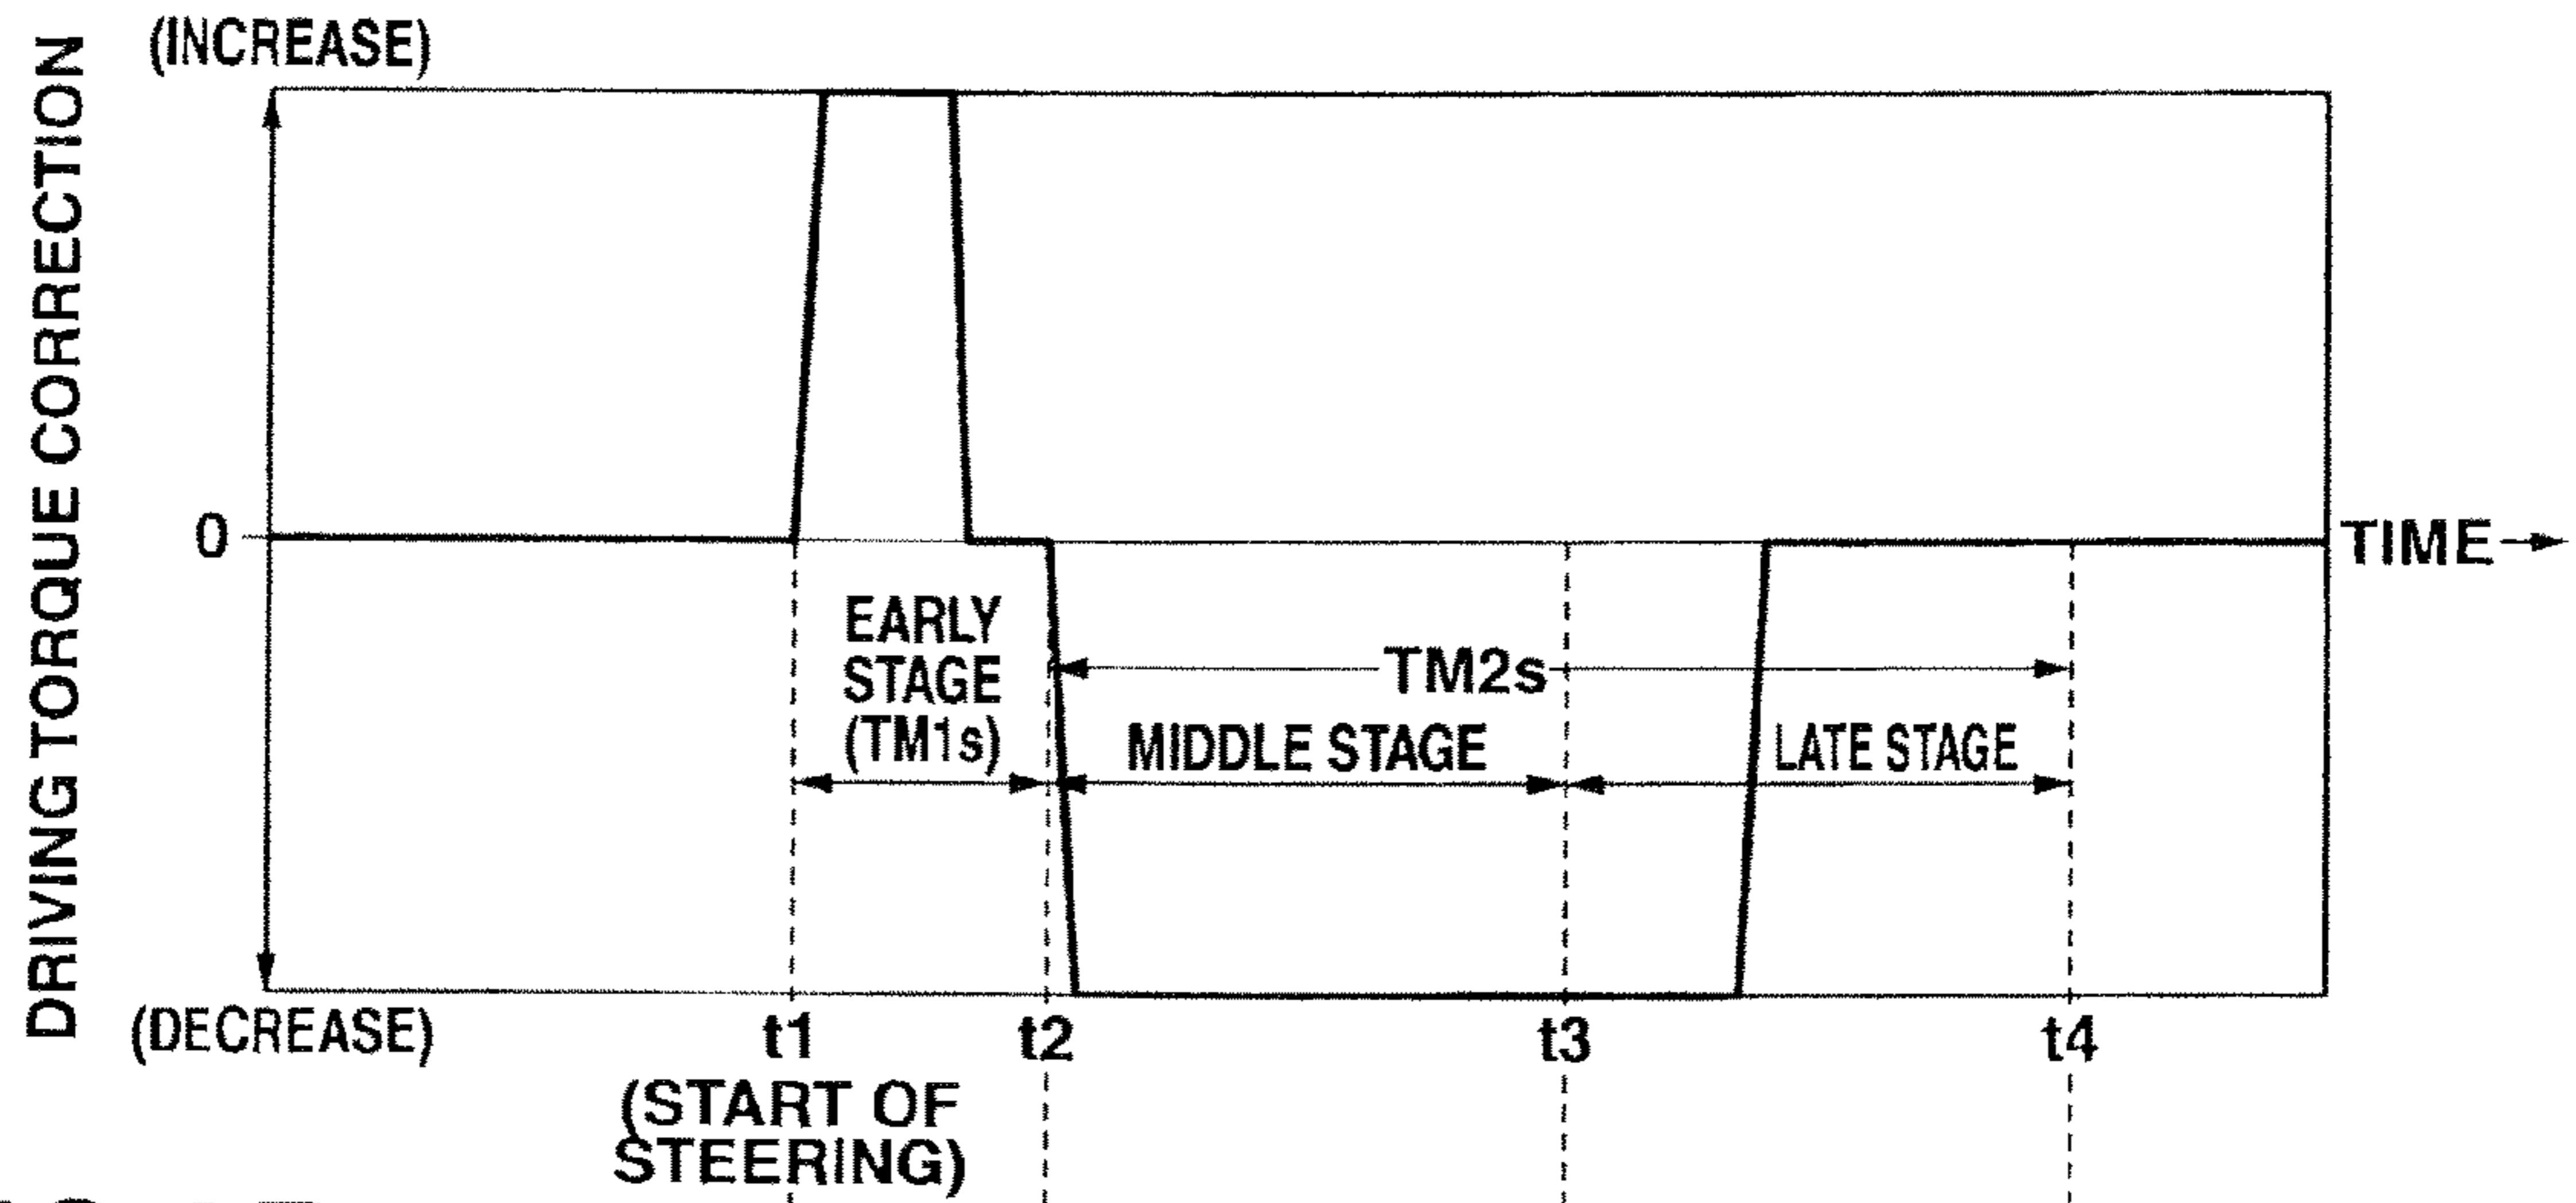 DRIVING TORQUE CORRECTION
(INCREASE)
0
TIME
EARLY
STAGE
(TM1s)
TM2s
MIDDLE STAGE
LATE STAGE
(DECREASE)
t1
t2
t3
t4
(START OF
STEERING)